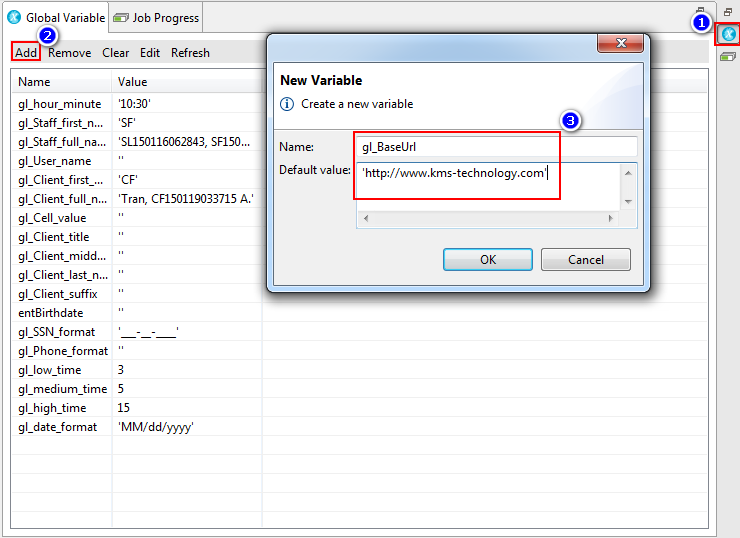 Global Variable Job Progress
1
2
Add Remove Clear Edit Refresh
Name Value
gl_hour_minute '10:30'
gl_Staff_first_n... 'SF'
gl_Staff_full_na... 'SL150116062843, SF150...
gl_User_name ''
gl_Client_first_... 'CF'
gl_Client_full_n... 'Tran, CF150119033715 A.'
gl_Cell_value ''
gl_Client_title ''
gl_Client_midd... ''
gl_Client_last_n... ''
gl_Client_suffix ''
entBirthdate ''
gl_SSN_format '___-__-____'
gl_Phone_format ''
gl_low_time 3
gl_medium_time 5
gl_high_time 15
gl_date_format 'MM/dd/yyyy'
New Variable
Create a new variable
3
Name: gl_BaseUrl
Default value: 'http://www.kms-technology.com'
OK Cancel